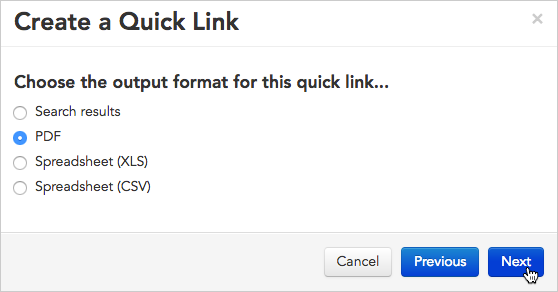 Create a Quick Link
×
Choose the output format for this quick link...
Search results
PDF
Spreadsheet (XLS)
Spreadsheet (CSV)
Cancel Previous Next